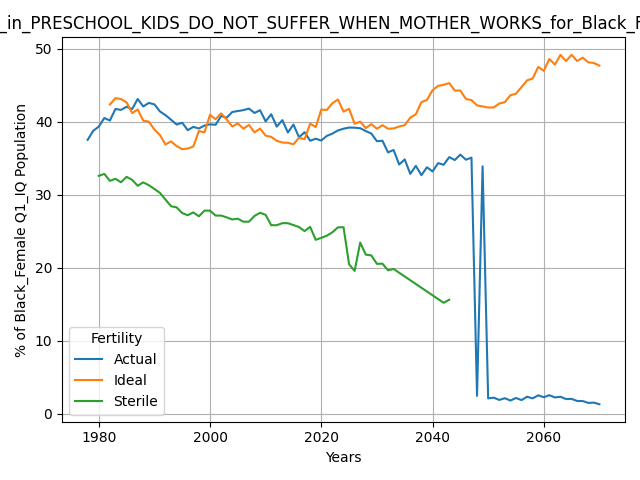 _in_PRESCHOOL_KIDS_DO_NOT_SUFFER_WHEN_MOTHER_WORKS_for_Black_F
% of Black_Female Q1_IQ Population
50
40
30
20
10
0
Fertility
Actual
Ideal
Sterile
1980
2000
2020
2040
2060
Years